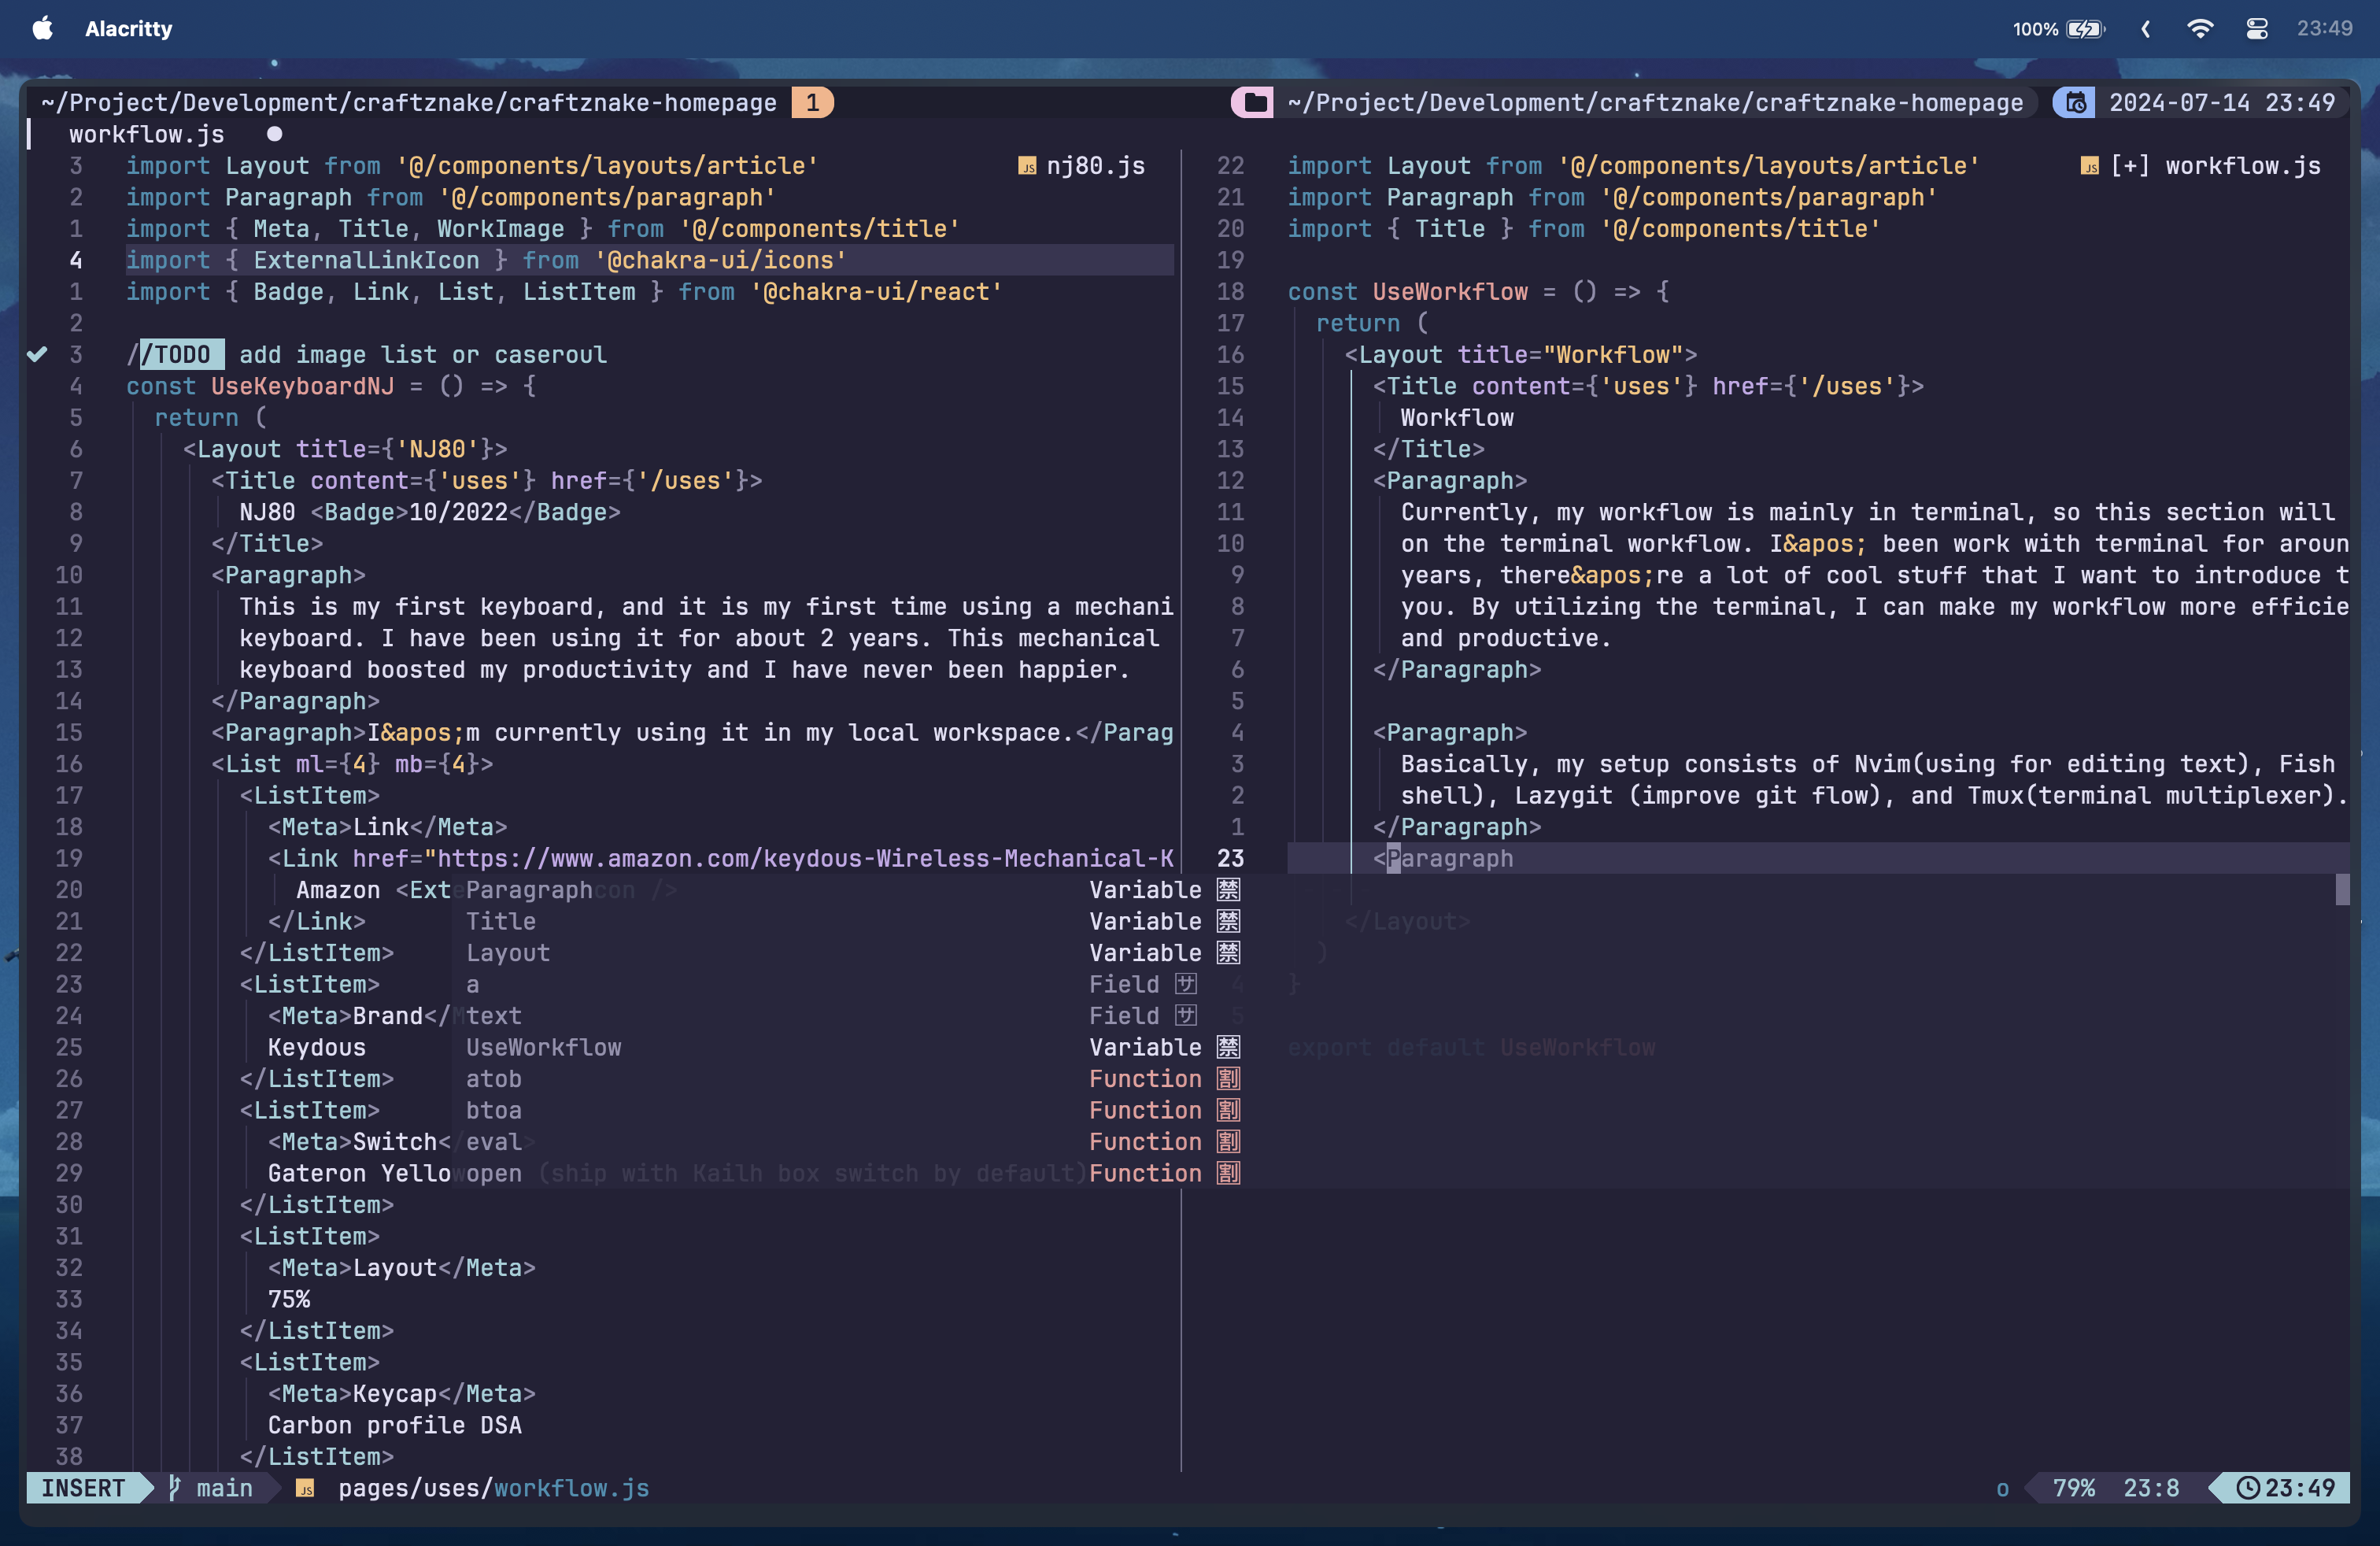 Alacritty 100% 23:49
~/Project/Development/craftznake/craftznake-homepage 1 ~/Project/Development/craftznake/craftznake-homepage 2024-07-14 23:49
workflow.js
3 import Layout from '@/components/layouts/article' JS nj80.js
2 import Paragraph from '@/components/paragraph'
1 import { Meta, Title, WorkImage } from '@/components/title'
4 import { ExternalLinkIcon } from '@chakra-ui/icons'
1 import { Badge, Link, List, ListItem } from '@chakra-ui/react'
2
3 //TODO add image list or caseroul
4 const UseKeyboardNJ = () => {
5 return (
6 <Layout title={'NJ80'}>
7 <Title content={'uses'} href={'/uses'}>
8 NJ80 <Badge>10/2022</Badge>
9 </Title>
10 <Paragraph>
11 This is my first keyboard, and it is my first time using a mechani
12 keyboard. I have been using it for about 2 years. This mechanical
13 keyboard boosted my productivity and I have never been happier.
14 </Paragraph>
15 <Paragraph>I&apos;m currently using it in my local workspace.</Parag
16 <List ml={4} mb={4}>
17 <ListItem>
18 <Meta>Link</Meta>
19 <Link href="https://www.amazon.com/keydous-Wireless-Mechanical-K
20 Amazon <Exte con />
21 </Link>
22 </ListItem>
23 <ListItem>
24 <Meta>Brand</M
25 Keydous
26 </ListItem>
27 <ListItem>
28 <Meta>Switch</ >
29 Gateron Yellow (ship with Kailh box switch by default)
30 </ListItem>
31 <ListItem>
32 <Meta>Layout</Meta>
33 75%
34 </ListItem>
35 <ListItem>
36 <Meta>Keycap</Meta>
37 Carbon profile DSA
38 </ListItem>
Paragraph Variable 禁
Title Variable 禁
Layout Variable 禁
a Field サ
text Field サ
UseWorkflow Variable 禁
atob Function 割
btoa Function 割
eval Function 割
open Function 割
22 import Layout from '@/components/layouts/article' JS [+] workflow.js
21 import Paragraph from '@/components/paragraph'
20 import { Title } from '@/components/title'
19
18 const UseWorkflow = () => {
17 return (
16 <Layout title="Workflow">
15 <Title content={'uses'} href={'/uses'}>
14 Workflow
13 </Title>
12 <Paragraph>
11 Currently, my workflow is mainly in terminal, so this section will
10 on the terminal workflow. I&apos; been work with terminal for aroun
9 years, there&apos;re a lot of cool stuff that I want to introduce t
8 you. By utilizing the terminal, I can make my workflow more efficie
7 and productive.
6 </Paragraph>
5
4 <Paragraph>
3 Basically, my setup consists of Nvim(using for editing text), Fish
2 shell), Lazygit (improve git flow), and Tmux(terminal multiplexer).
1 </Paragraph>
23 <Paragraph
</Layout>
)
4 }
5
export default UseWorkflow
INSERT main JS pages/uses/workflow.js o 79% 23:8 23:49